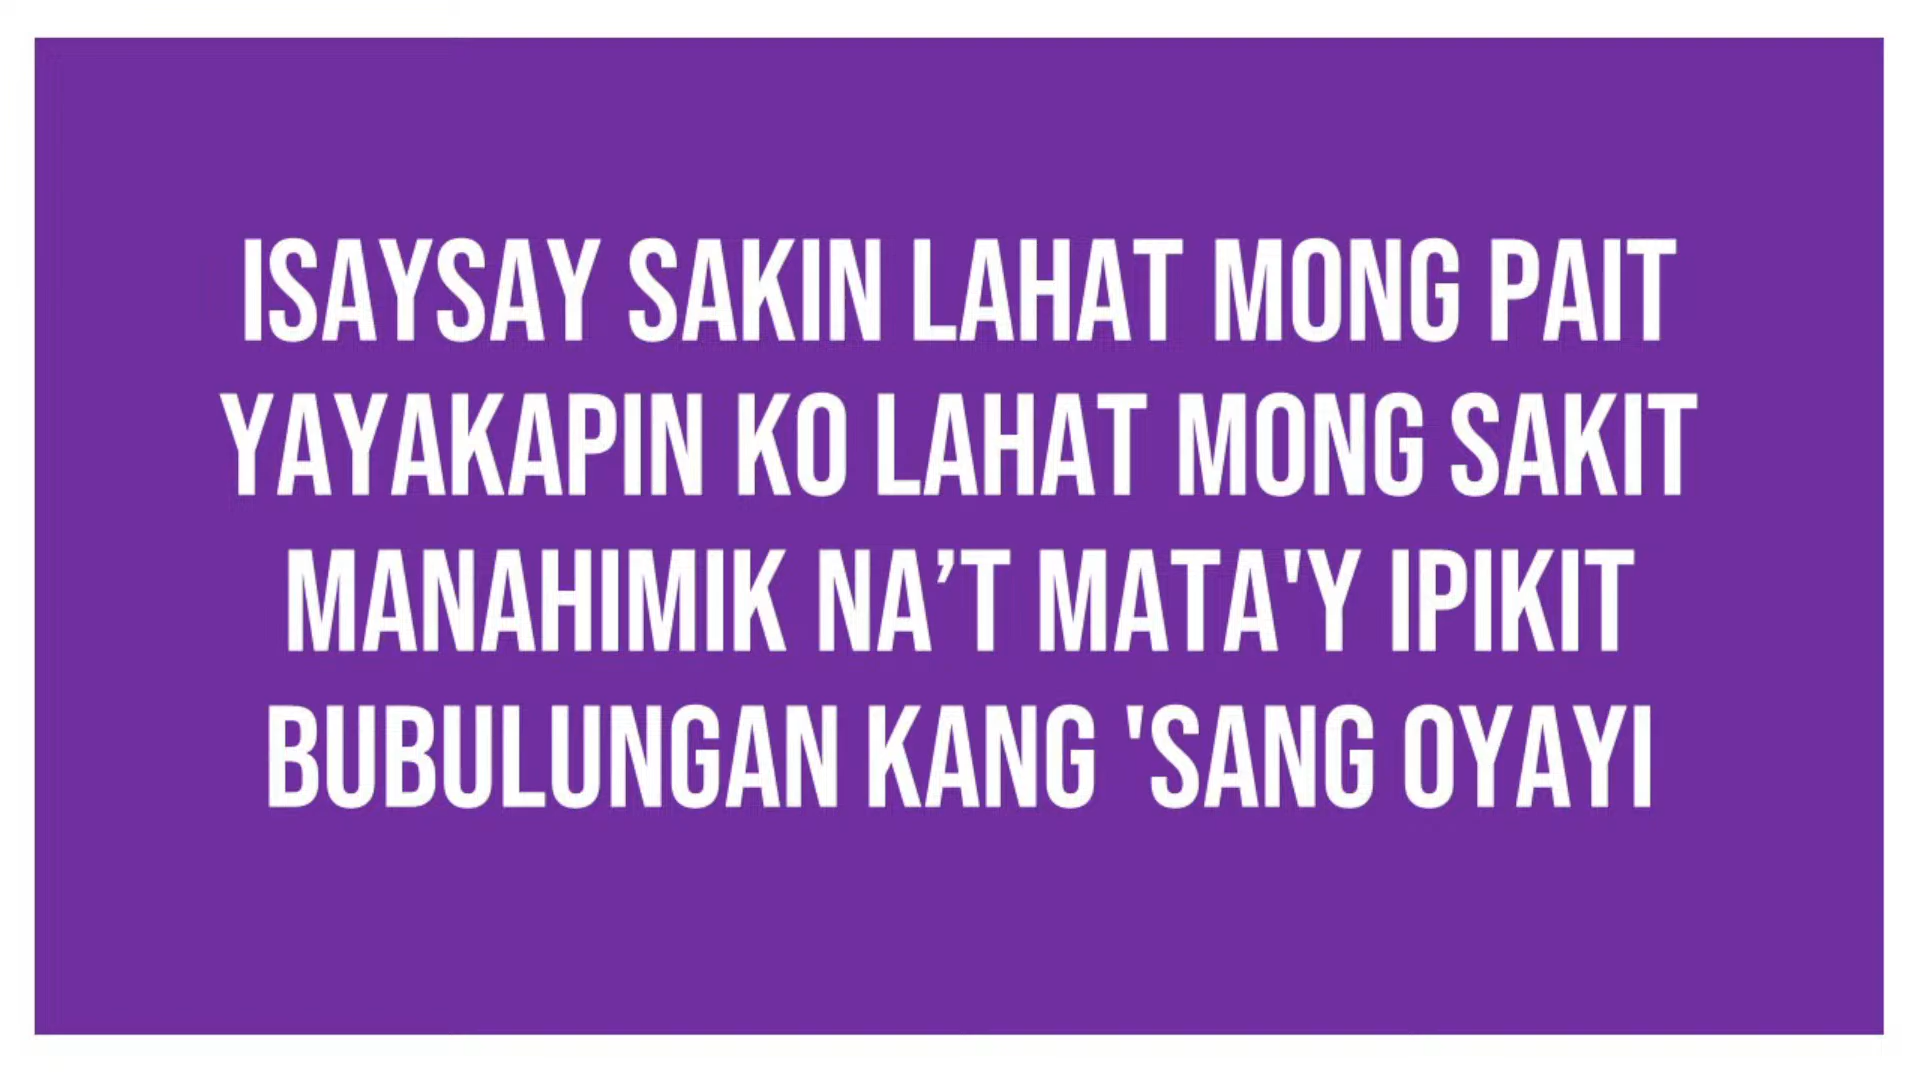 ISAYSAY SAKIN LAHAT MONG PAIT
YAYAKAPIN KO LAHAT MONG SAKIT
MANAHIMIK NA’T MATA'Y IPIKIT
BUBULUNGAN KANG 'SANG OYAYI